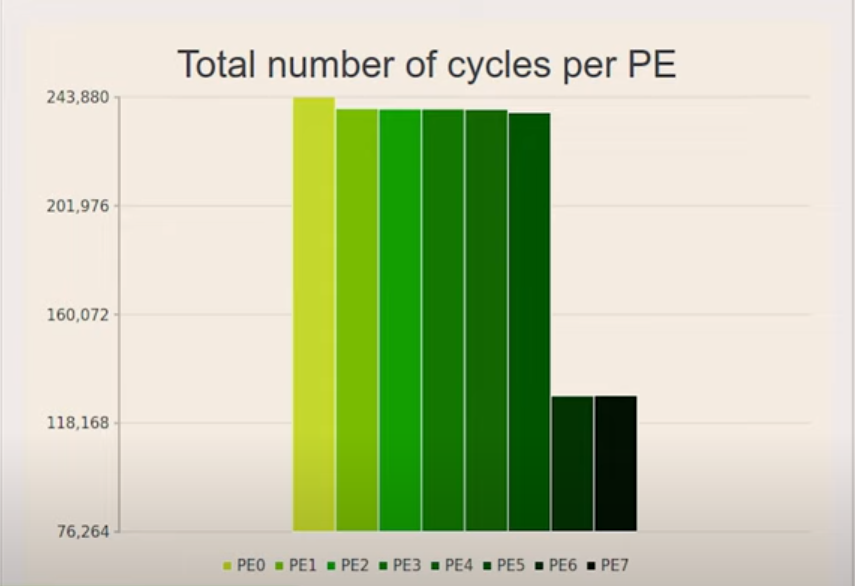 Total number of cycles per PE
243,880
201,976
160,072
118,168
76,264
PE0 PE1 PE2 PE3 PE4 PE5 PE6 PE7